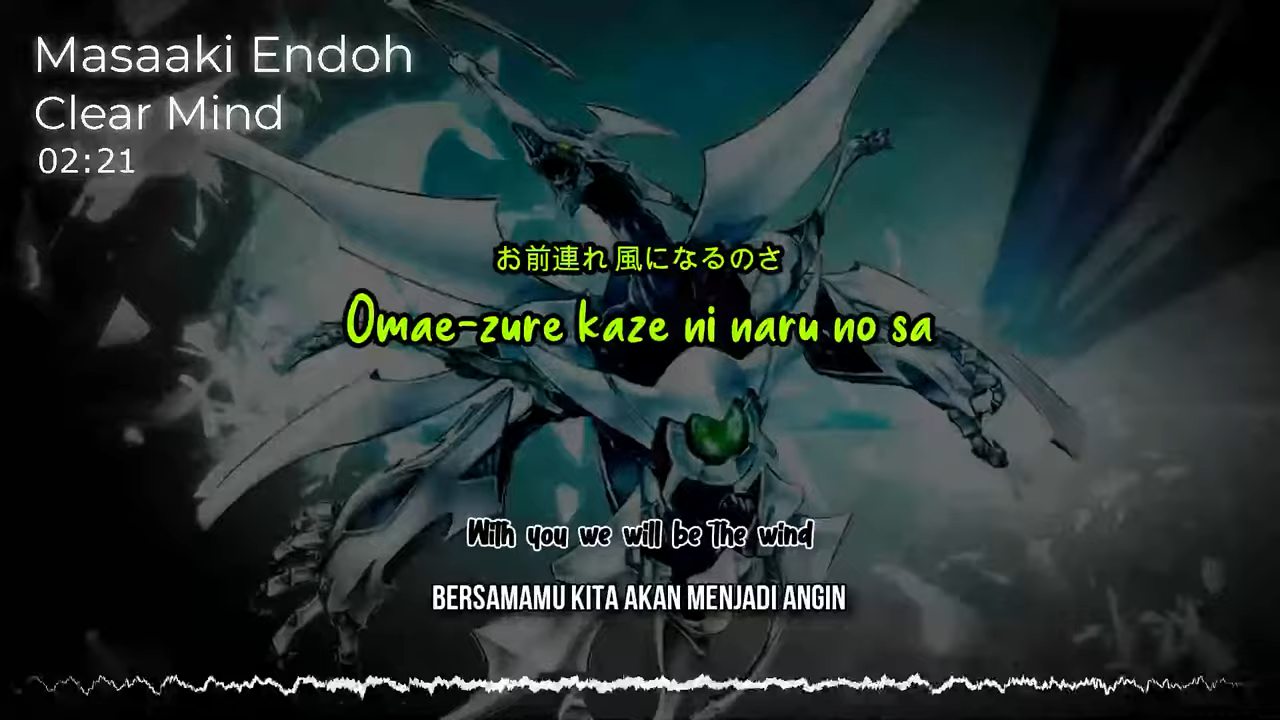 Masaaki Endoh
Clear Mind
02:21
お前連れ 風になるのさ
Omae-zure kaze ni naru no sa
With you we will be the wind
BERSAMAMU KITA AKAN MENJADI ANGIN